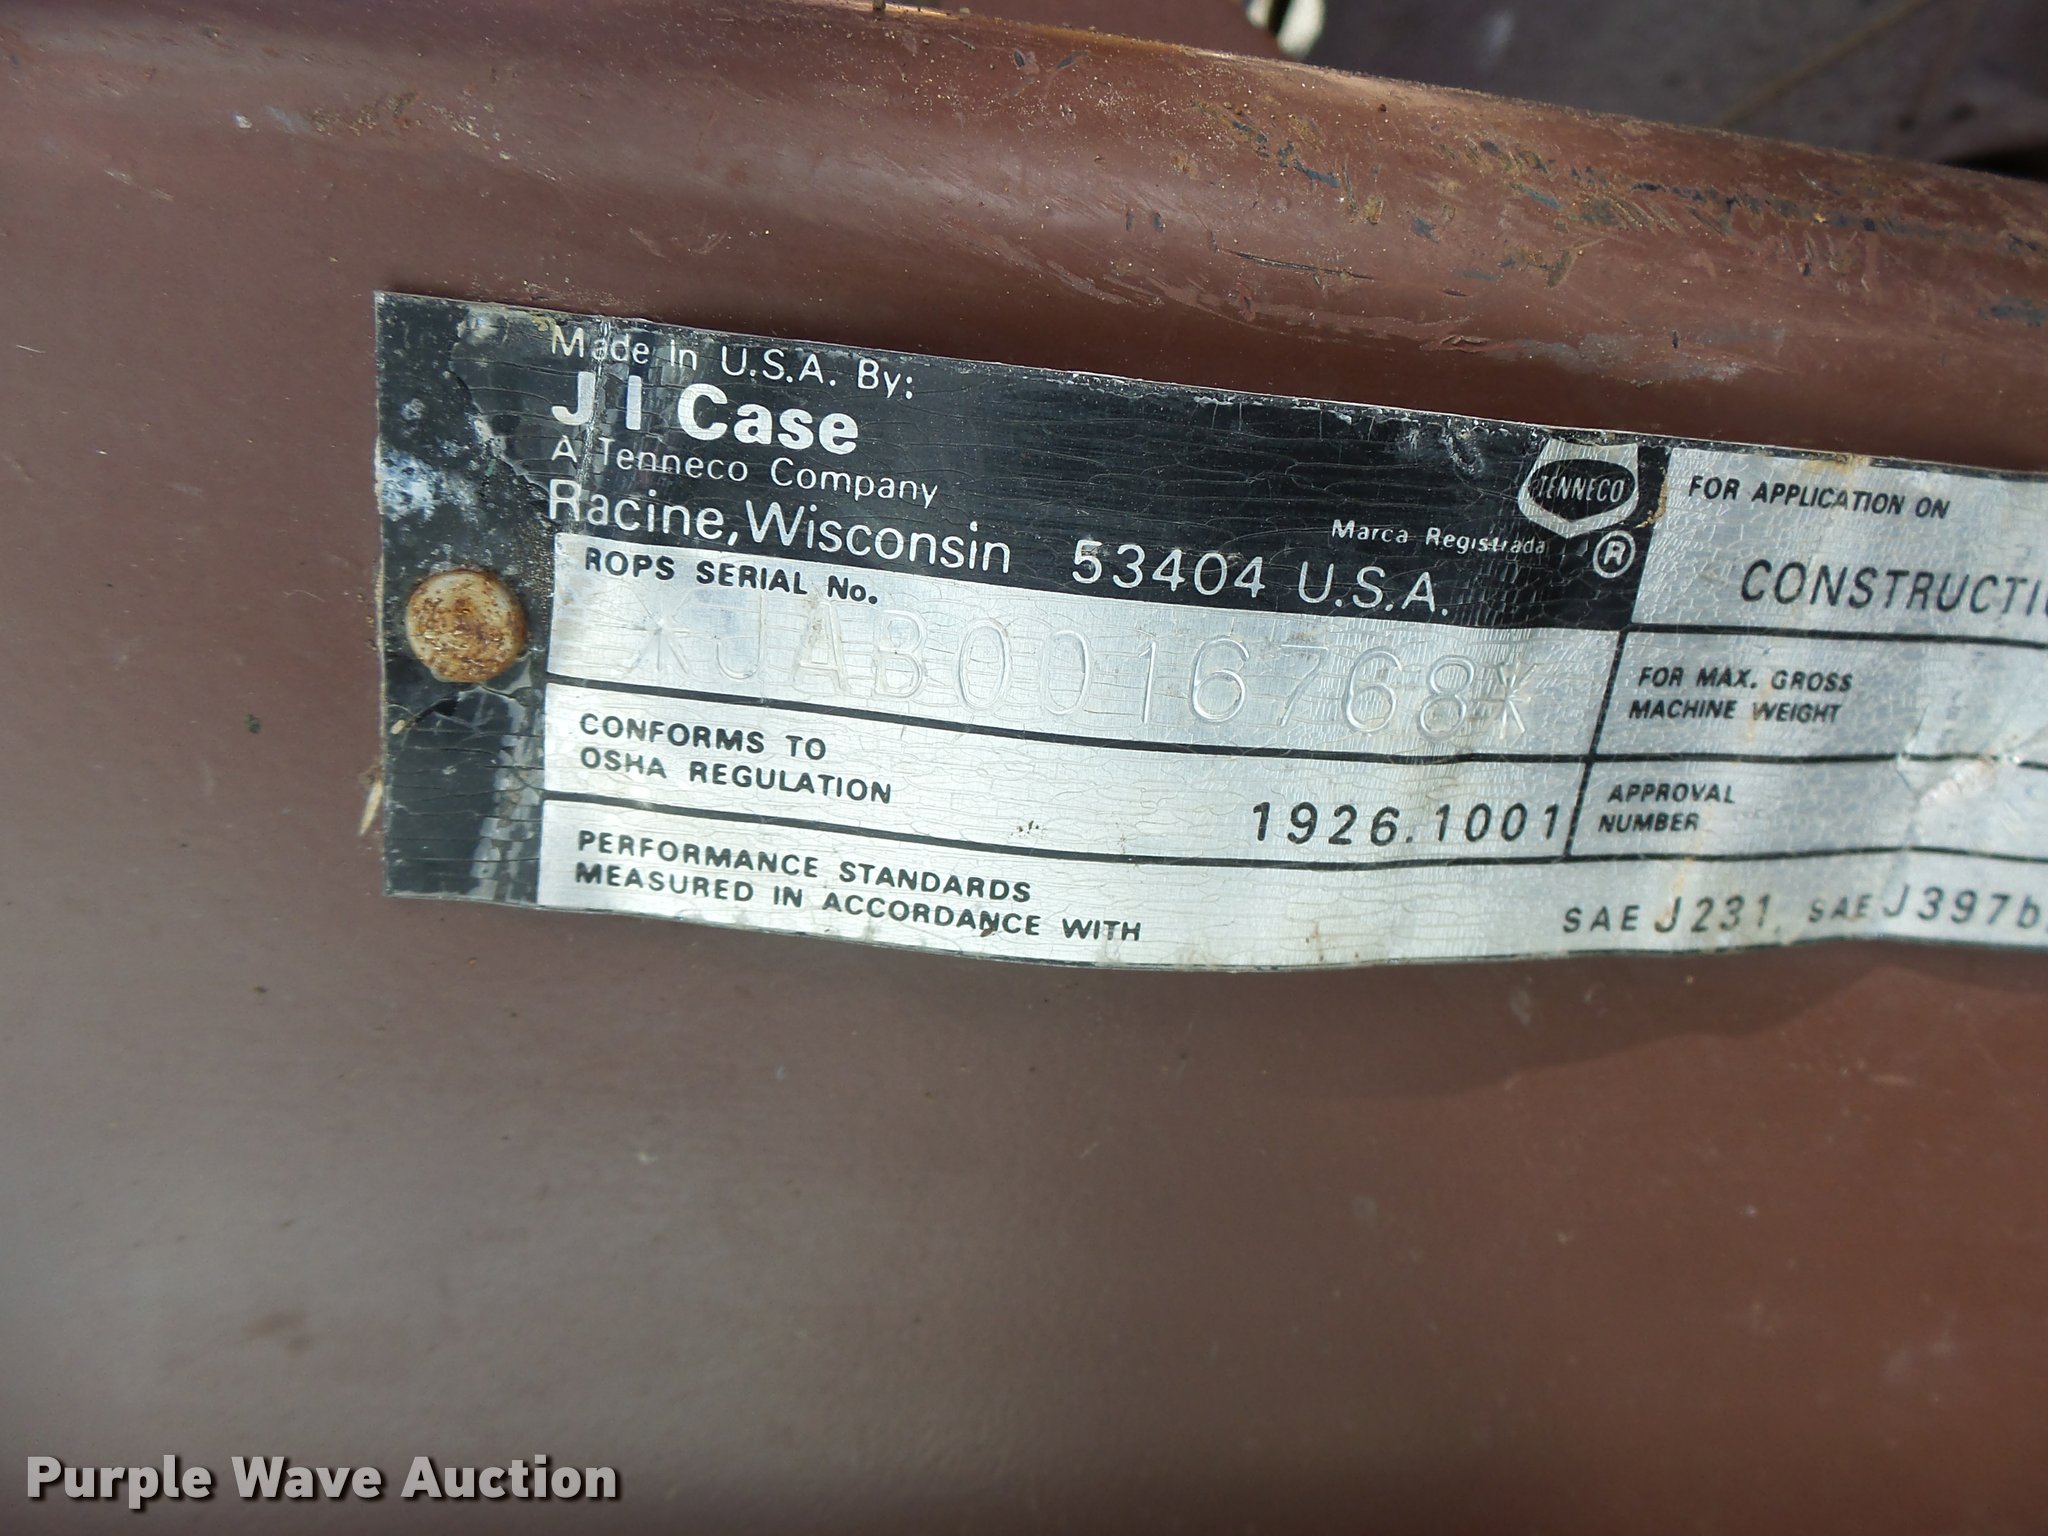 Made In U.S.A. By:
J I Case
A Tenneco Company
Racine, Wisconsin 53404 U.S.A.
Marca Registrada
TENNECO
®
ROPS SERIAL No.
*JAB0016768*
CONFORMS TO
OSHA REGULATION 1926.1001
PERFORMANCE STANDARDS
MEASURED IN ACCORDANCE WITH SAE J231, SAE J397b,
FOR APPLICATION ON
FOR MAX. GROSS
MACHINE WEIGHT
APPROVAL
NUMBER
Purple Wave Auction